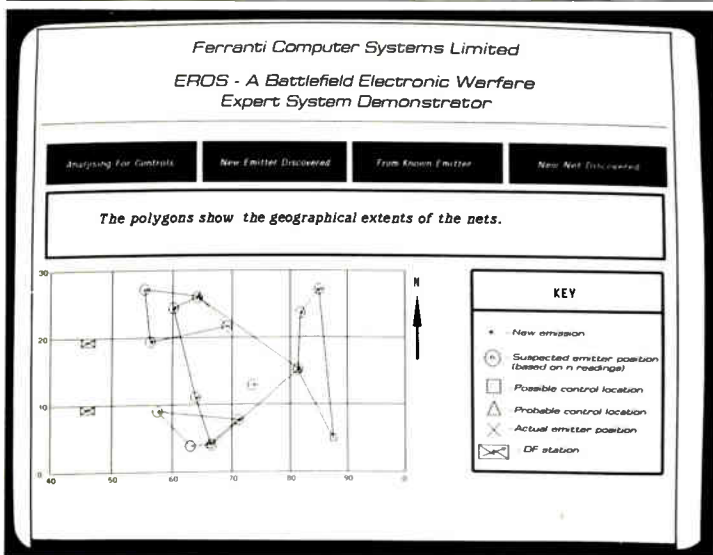 Ferranti Computer Systems Limited
EROS - A Battlefield Electronic Warfare
Expert System Demonstrator
Analysing For Controls
New Emitter Discovered
From Known Emitter
New Net Discovered
The polygons show the geographical extents of the nets.
30
20
10
0
40
50
60
70
80
90
0
N
KEY
New emission
Suspected emitter position
(based on n readings)
Possible control location
Probable control location
Actual emitter position
DF station